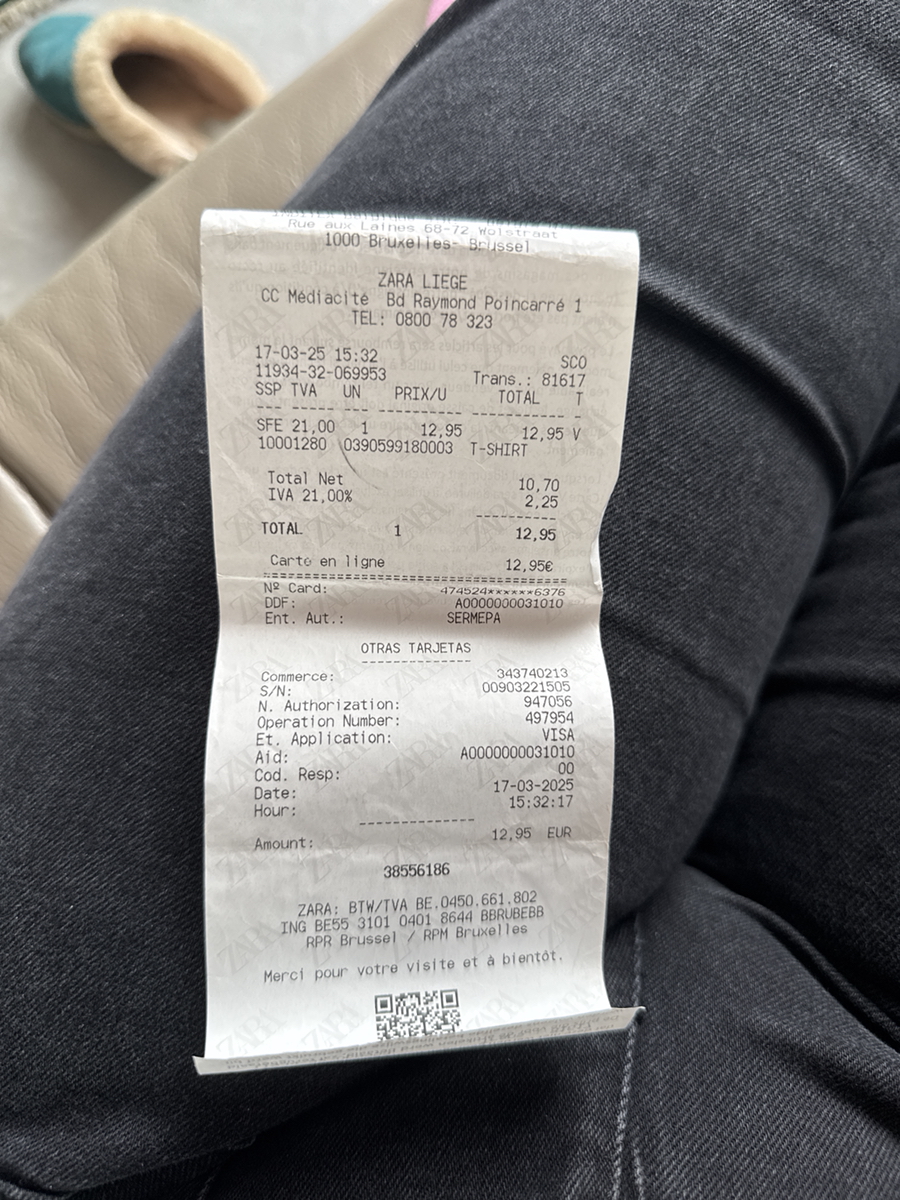 Rue aux Laines 68-72 Wolstraat
1000 Bruxelles- Brussel
ZARA LIEGE
CC Médiacité Bd Raymond Poincarré 1
TEL: 0800 78 323
17-03-25 15:32 SCO
11934-32-069953 Trans.: 81617
SSP TVA UN PRIX/U TOTAL T
SFE 21,00 1 12,95 12,95 V
10001280 0390599180003 T-SHIRT
Total Net 10,70
IVA 21,00% 2,25
TOTAL 1 12,95
Carte en ligne 12,95€
Nº Card: 474524******6376
DDF: A0000000031010
Ent. Aut.: SERMEPA
OTRAS TARJETAS
Commerce: 343740213
S/N: 00903221505
N. Authorization: 947056
Operation Number: 497954
Et. Application: VISA
Aid: A0000000031010
Cod. Resp: 00
Date: 17-03-2025
Hour: 15:32:17
Amount: 12,95 EUR
38556186
ZARA: BTW/TVA BE.0450.661.802
ING BE55 3101 0401 8644 BBRUBEBB
RPR Brussel / RPM Bruxelles
Merci pour votre visite et à bientôt.